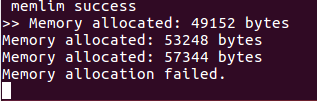 memlim success
>> Memory allocated: 49152 bytes
Memory allocated: 53248 bytes
Memory allocated: 57344 bytes
Memory allocation failed.